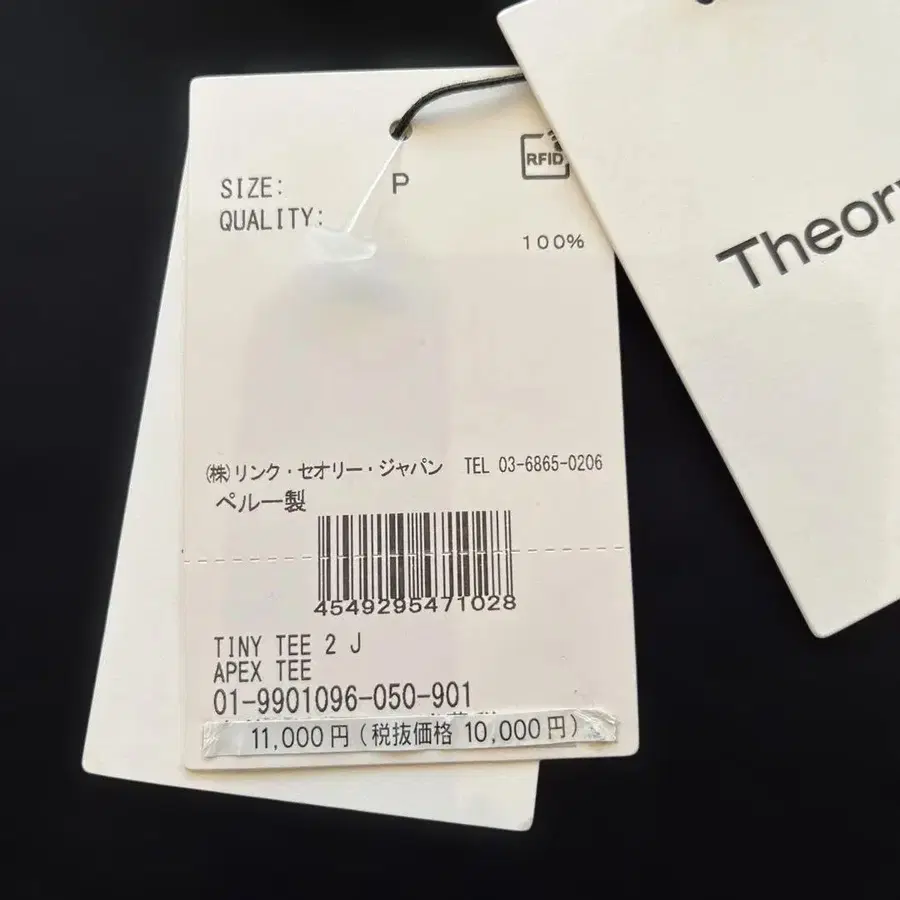 SIZE: P
RFID
QUALITY:
100%
(株)リンク・セオリー・ジャパン TEL 03-6865-0206
ペルー製
4549295471028
TINY TEE 2 J
APEX TEE
01-9901096-050-901
11,000円(税抜価格 10,000円)
Theory